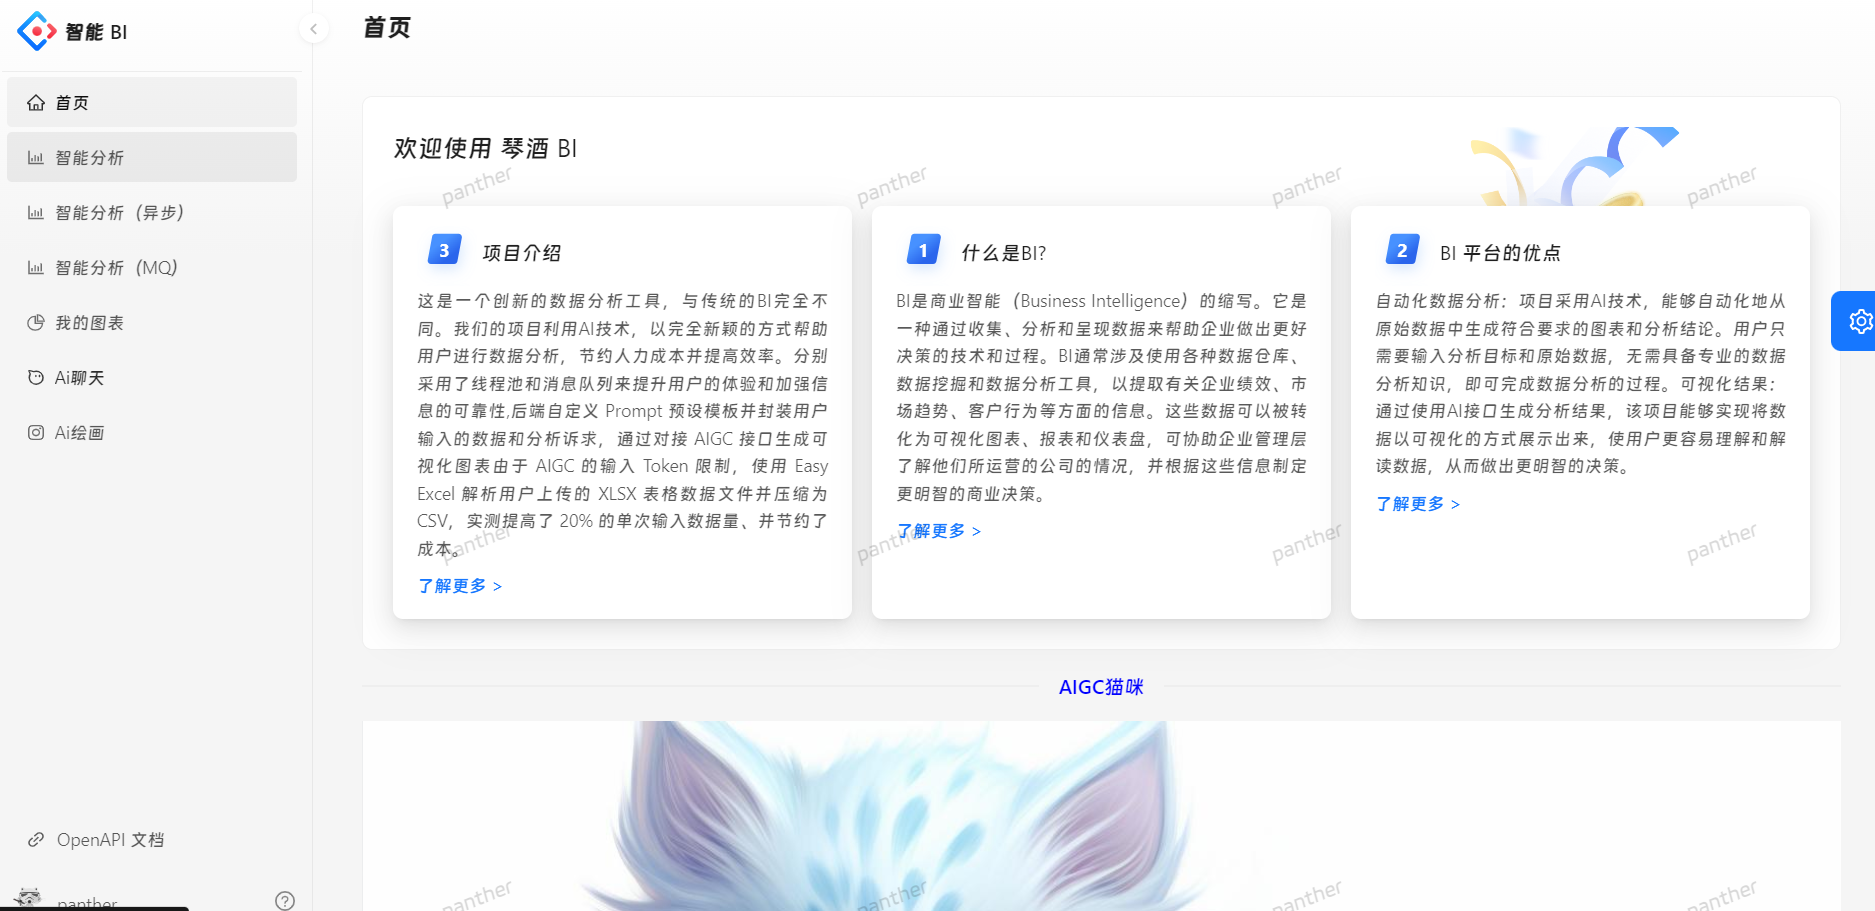 智能 BI
首页
智能分析
智能分析（异步）
智能分析（MQ）
我的图表
Ai聊天
Ai绘画
OpenAPI 文档
panther
首页
欢迎使用 琴酒 BI
3 项目介绍
这是一个创新的数据分析工具，与传统的BI完全不
同。我们的项目利用AI技术，以完全新颖的方式帮助
用户进行数据分析，节约人力成本并提高效率。分别
采用了线程池和消息队列来提升用户的体验和加强信
息的可靠性,后端自定义 Prompt 预设模板并封装用户
输入的数据和分析诉求，通过对接 AIGC 接口生成可
视化图表由于 AIGC 的输入 Token 限制，使用 Easy
Excel 解析用户上传的 XLSX 表格数据文件并压缩为
CSV，实测提高了 20% 的单次输入数据量、并节约了
成本。
了解更多 >
1 什么是BI?
BI是商业智能（Business Intelligence）的缩写。它是
一种通过收集、分析和呈现数据来帮助企业做出更好
决策的技术和过程。BI通常涉及使用各种数据仓库、
数据挖掘和数据分析工具，以提取有关企业绩效、市
场趋势、客户行为等方面的信息。这些数据可以被转
化为可视化图表、报表和仪表盘，可协助企业管理层
了解他们所运营的公司的情况，并根据这些信息制定
更明智的商业决策。
了解更多 >
2 BI 平台的优点
自动化数据分析：项目采用AI技术，能够自动化地从
原始数据中生成符合要求的图表和分析结论。用户只
需要输入分析目标和原始数据，无需具备专业的数据
分析知识，即可完成数据分析的过程。可视化结果：
通过使用AI接口生成分析结果，该项目能够实现将数
据以可视化的方式展示出来，使用户更容易理解和解
读数据，从而做出更明智的决策。
了解更多 >
AIGC猫咪
panther
panther
panther
panther
panther
panther
panther
panther
panther
panther
panther
panther